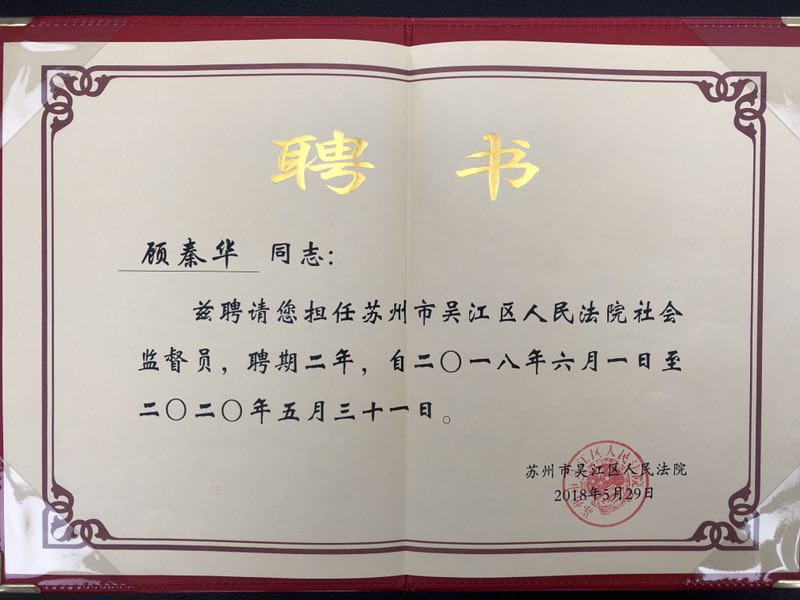 聘书
顾秦华 同志：
兹聘请您担任苏州市吴江区人民法院社会
监督员，聘期二年，自二〇一八年六月一日至
二〇二〇年五月三十一日。
苏州市吴江区人民法院
2018年5月29日